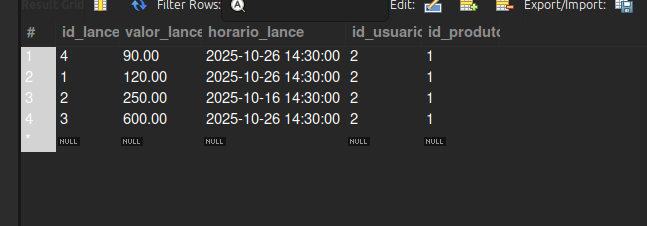 Result Grid Filter Rows: A Edit: Export/Import:
# id_lance valor_lance horario_lance id_usuario id_produto
1 4 90.00 2025-10-26 14:30:00 2 1
2 1 120.00 2025-10-26 14:30:00 2 1
3 2 250.00 2025-10-16 14:30:00 2 1
4 3 600.00 2025-10-26 14:30:00 2 1
* NULL NULL NULL NULL NULL